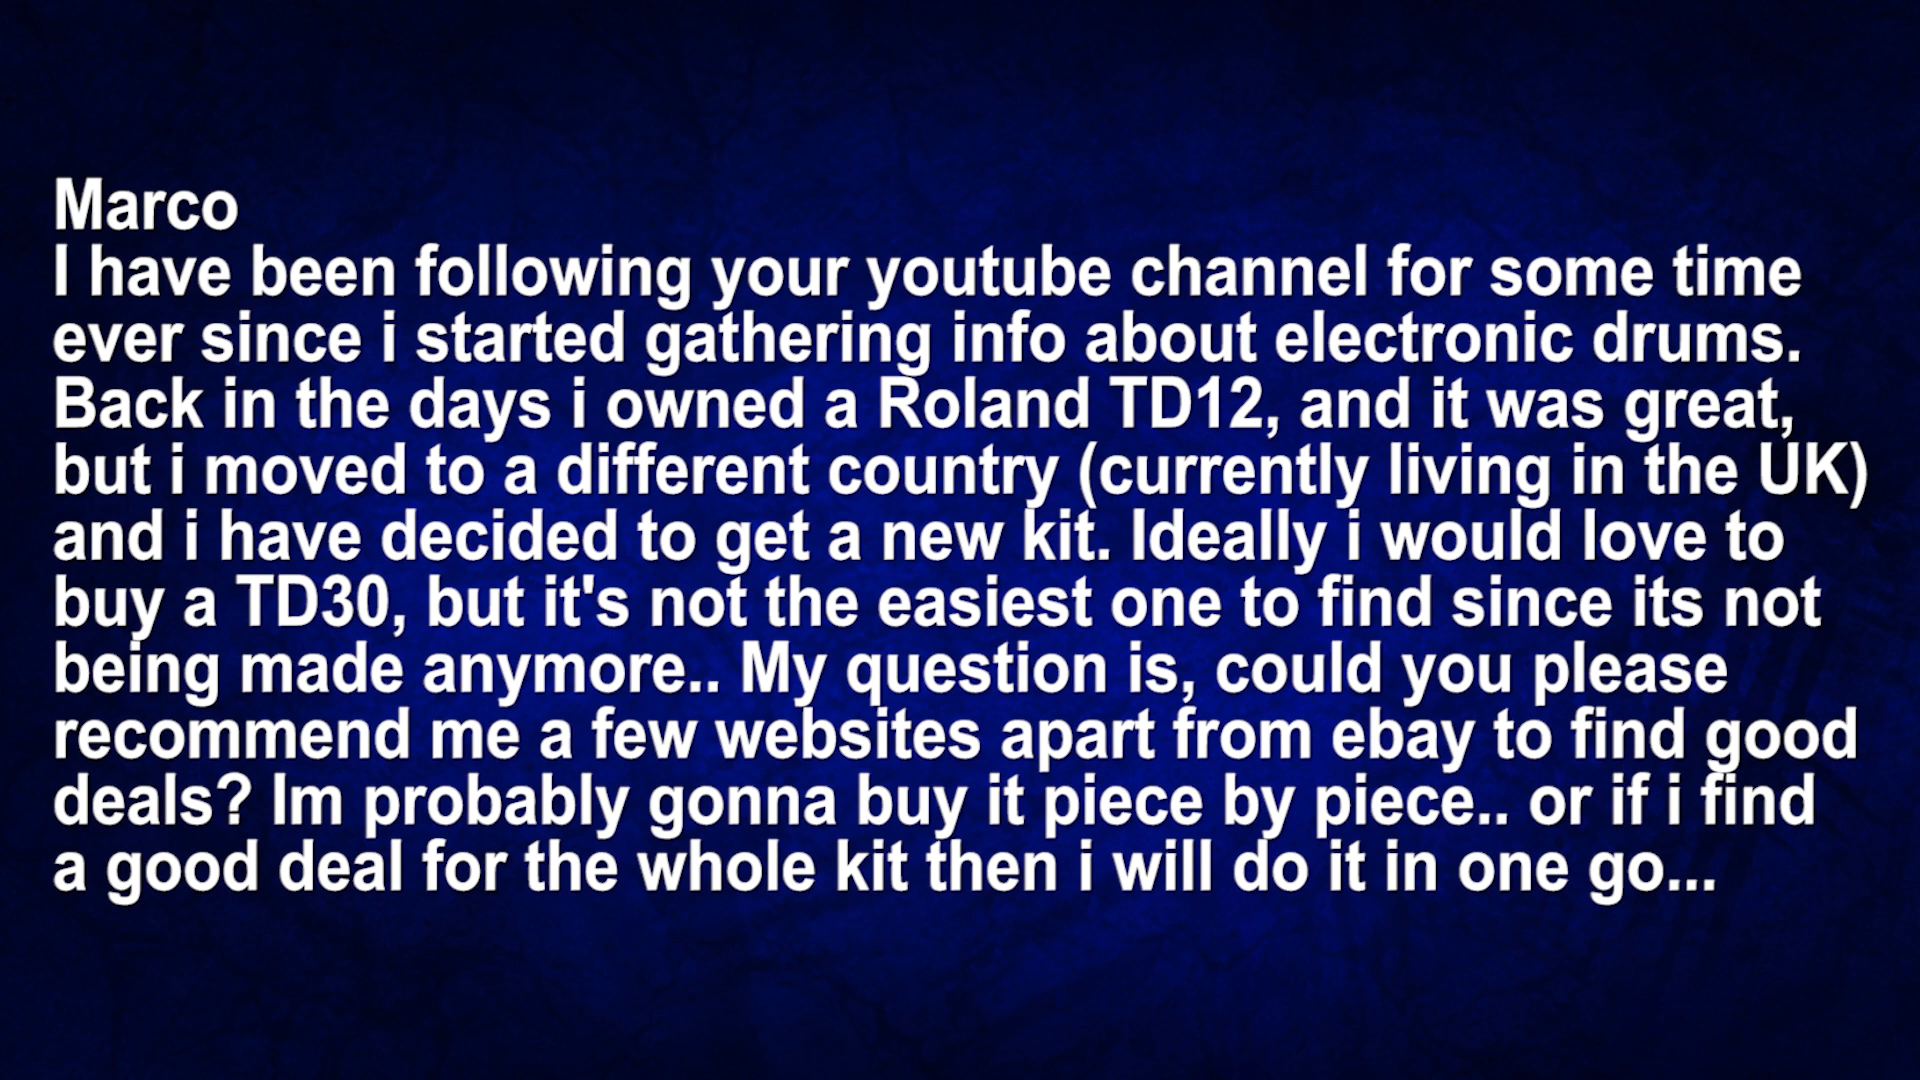 Marco
I have been following your youtube channel for some time
ever since i started gathering info about electronic drums.
Back in the days i owned a Roland TD12, and it was great,
but i moved to a different country (currently living in the UK)
and i have decided to get a new kit. Ideally i would love to
buy a TD30, but it's not the easiest one to find since its not
being made anymore.. My question is, could you please
recommend me a few websites apart from ebay to find good
deals? Im probably gonna buy it piece by piece.. or if i find
a good deal for the whole kit then i will do it in one go...